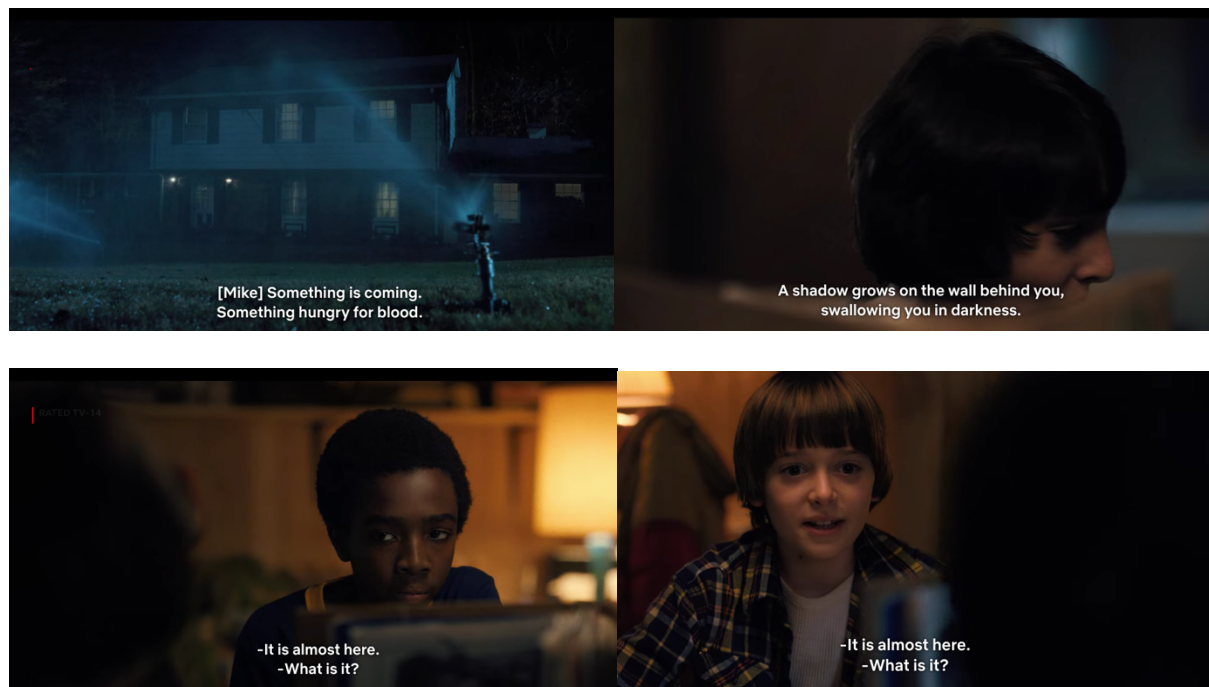 [Mike] Something is coming.
Something hungry for blood.
A shadow grows on the wall behind you,
swallowing you in darkness.
RATED TV-14
-It is almost here.
-What is it?
-It is almost here.
-What is it?